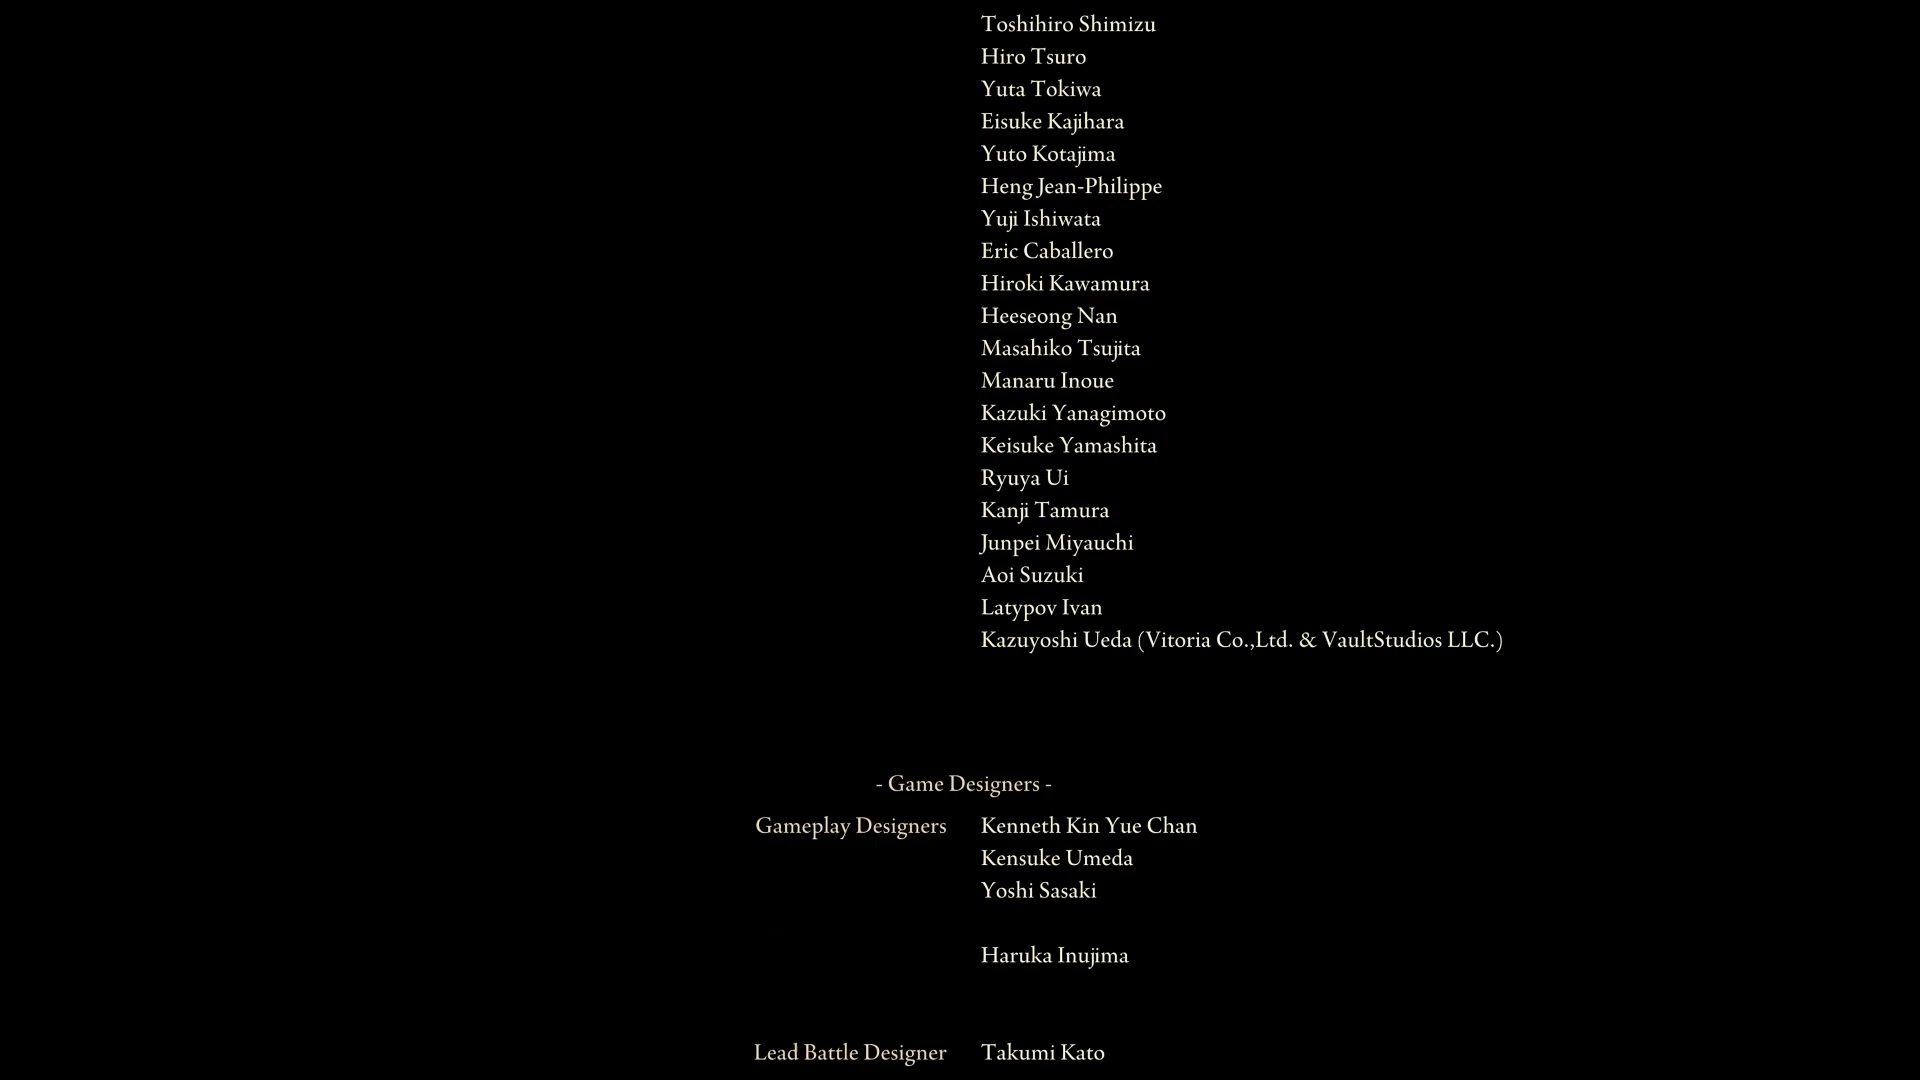 Toshihiro Shimizu
Hiro Tsuro
Yuta Tokiwa
Eisuke Kajihara
Yuto Kotajima
Heng Jean-Philippe
Yuji Ishiwata
Eric Caballero
Hiroki Kawamura
Heeseong Nan
Masahiko Tsujita
Manaru Inoue
Kazuki Yanagimoto
Keisuke Yamashita
Ryuya Ui
Kanji Tamura
Junpei Miyauchi
Aoi Suzuki
Latypov Ivan
Kazuyoshi Ueda (Vitoria Co.,Ltd. & VaultStudios LLC.)
- Game Designers -
Gameplay Designers Kenneth Kin Yue Chan
Kensuke Umeda
Yoshi Sasaki
Haruka Inujima
Lead Battle Designer Takumi Kato